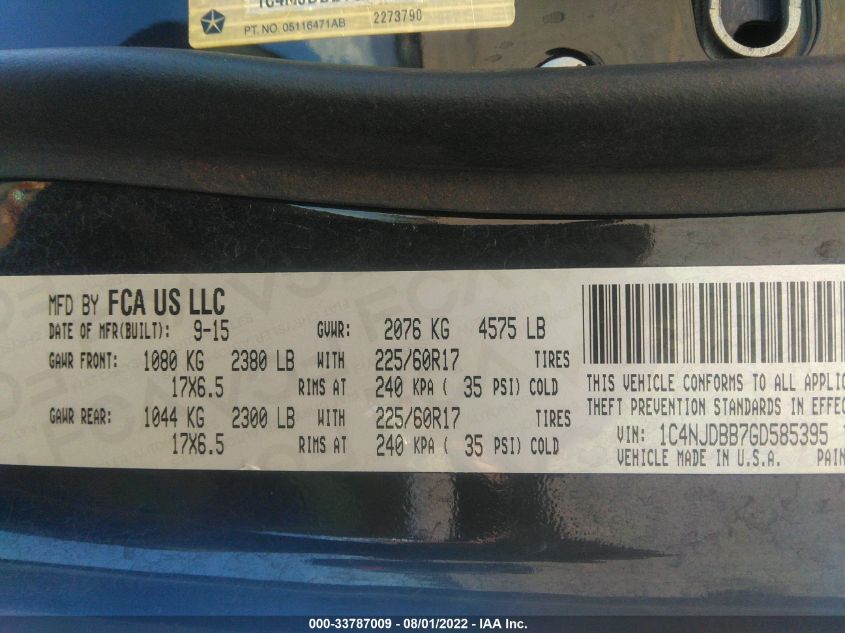 PT. NO 05116471AB 2273790
MFD BY FCA US LLC
DATE OF MFR(BUILT): 9-15 GVWR: 2076 KG 4575 LB
GAWR FRONT: 1080 KG 2380 LB WITH 225/60R17 TIRES
17X6.5 RIMS AT 240 KPA ( 35 PSI) COLD
GAWR REAR: 1044 KG 2300 LB WITH 225/60R17 TIRES
17X6.5 RIMS AT 240 KPA ( 35 PSI) COLD
THIS VEHICLE CONFORMS TO ALL APPLIC
THEFT PREVENTION STANDARDS IN EFFEC
VIN: 1C4NJDBB7GD585395
VEHICLE MADE IN U.S.A. PAIN
000-33787009 - 08/01/2022 - IAA Inc.